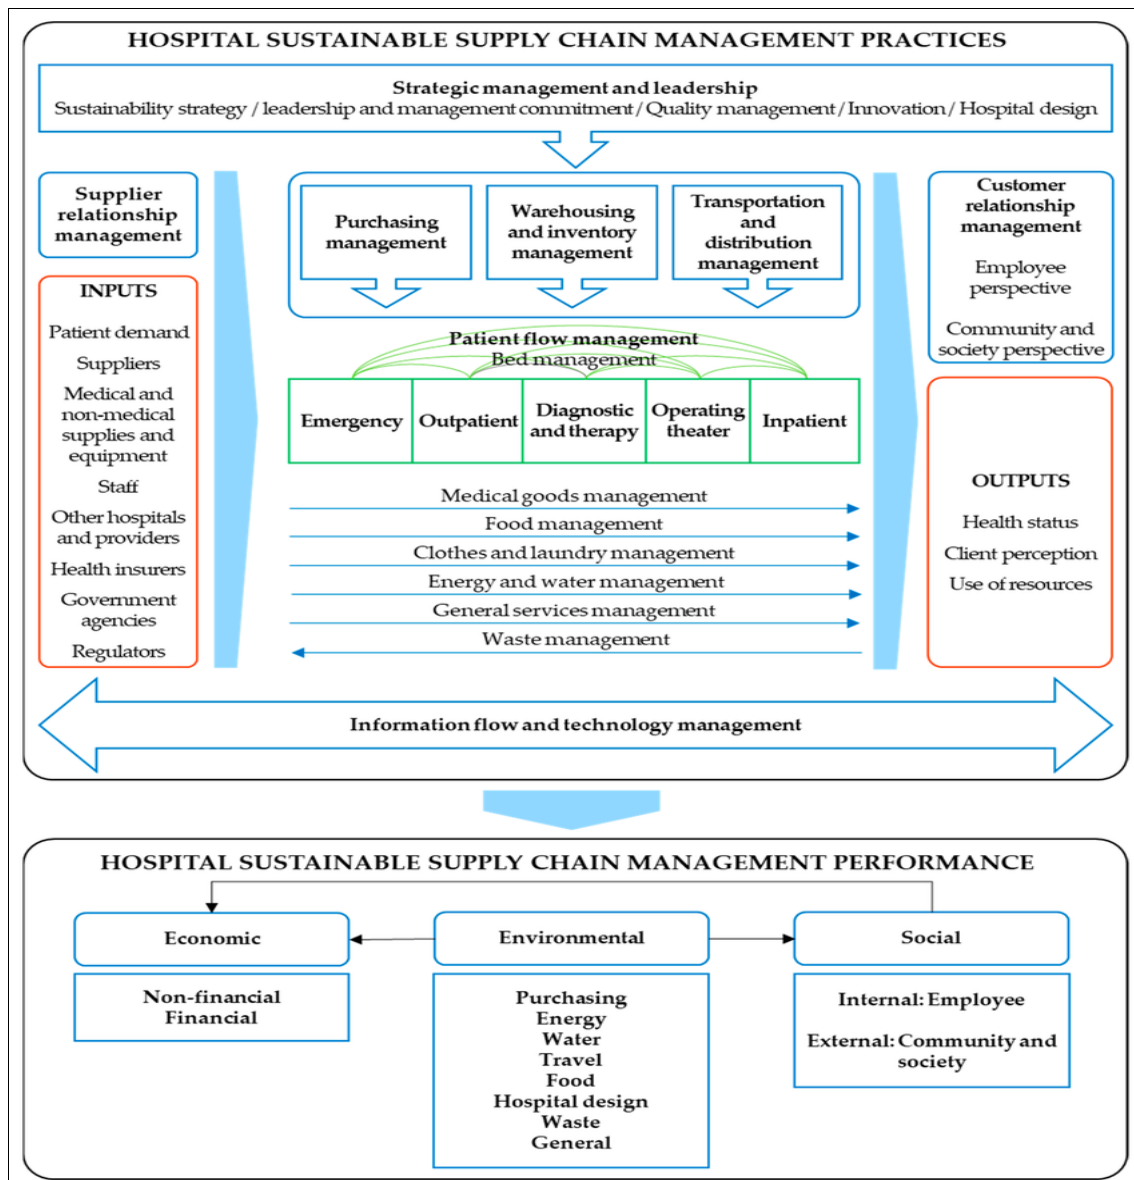 HOSPITAL SUSTAINABLE SUPPLY CHAIN MANAGEMENT PRACTICES
Strategic management and leadership
Sustainability strategy / leadership and management commitment / Quality management / Innovation / Hospital design
Supplier
relationship
management
INPUTS
Patient demand
Suppliers
Medical and
non-medical
supplies and
equipment
Staff
Other hospitals
and providers
Health insurers
Government
agencies
Regulators
Purchasing
management
Warehousing
and inventory
management
Transportation
and
distribution
management
Patient flow management
Bed management
Emergency
Outpatient
Diagnostic
and therapy
Operating
theater
Inpatient
Medical goods management
Food management
Clothes and laundry management
Energy and water management
General services management
Waste management
Customer
relationship
management
Employee
perspective
Community and
society perspective
OUTPUTS
Health status
Client perception
Use of resources
Information flow and technology management
HOSPITAL SUSTAINABLE SUPPLY CHAIN MANAGEMENT PERFORMANCE
Economic
Non-financial
Financial
Environmental
Purchasing
Energy
Water
Travel
Food
Hospital design
Waste
General
Social
Internal: Employee
External: Community and
society